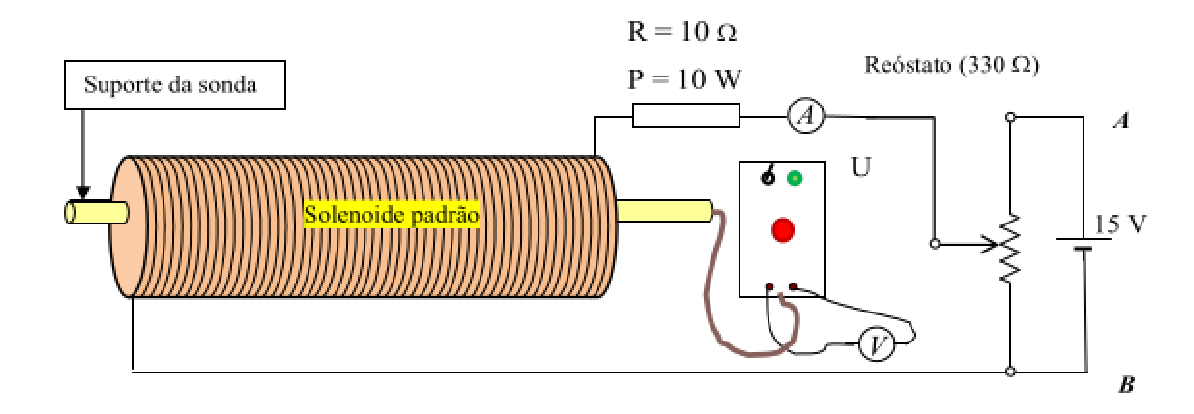 R = 10 Ω
P = 10 W
Reóstato (330 Ω)
Suporte da sonda
A
A
U
Solenoide padrão
15 V
V
B